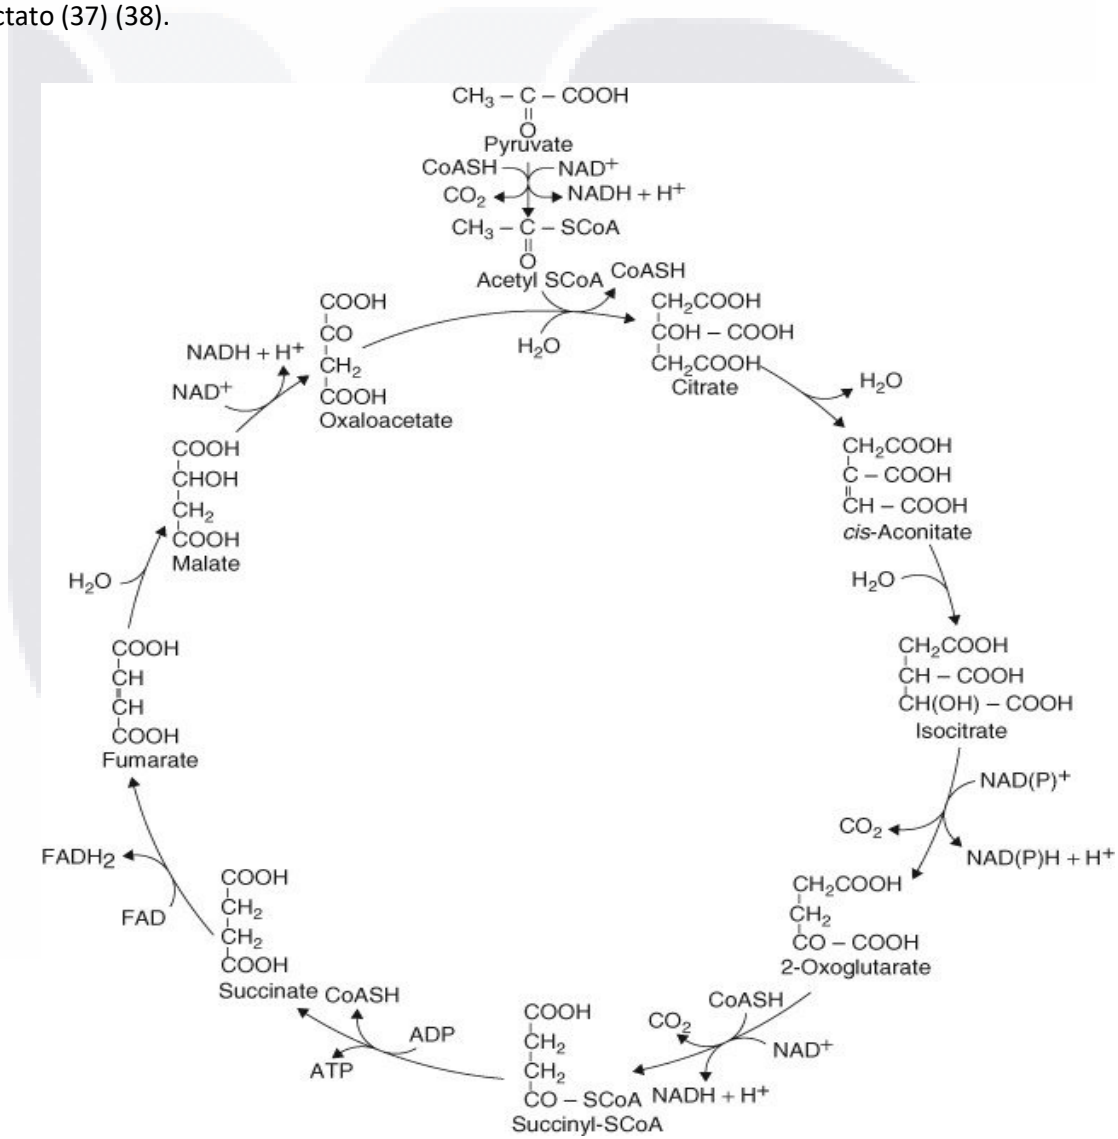 ctato (37) (38).
CH₃ – C – COOH
O
Pyruvate
CoASH NAD⁺
CO₂ NADH + H⁺
CH₃ – C – SCoA
O
Acetyl SCoA
CoASH
H₂O
CH₂COOH
COH – COOH
CH₂COOH
Citrate
H₂O
CH₂COOH
C – COOH
CH – COOH
cis-Aconitate
H₂O
CH₂COOH
CH – COOH
CH(OH) – COOH
Isocitrate
NAD(P)⁺
CO₂
NAD(P)H + H⁺
CH₂COOH
CH₂
CO – COOH
2-Oxoglutarate
CoASH
CO₂
NAD⁺
NADH + H⁺
COOH
CH₂
CH₂
CO – SCoA
Succinyl-SCoA
ADP
CoASH
ATP
COOH
CH₂
CH₂
COOH
Succinate
FAD
FADH2
COOH
CH
CH
COOH
Fumarate
H₂O
COOH
CHOH
CH₂
COOH
Malate
NAD⁺
NADH + H⁺
COOH
CO
CH₂
COOH
Oxaloacetate